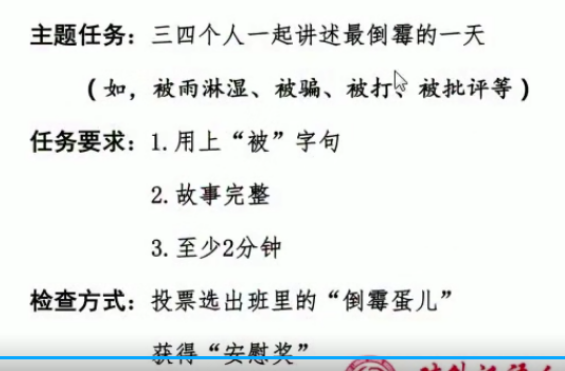 主题任务：三四个人一起讲述最倒霉的一天
（如，被雨淋湿、被骗、被打、被批评等）
任务要求：1.用上“被”字句
2.故事完整
3.至少2分钟
检查方式：投票选出班里的“倒霉蛋儿”
获得“安慰奖”